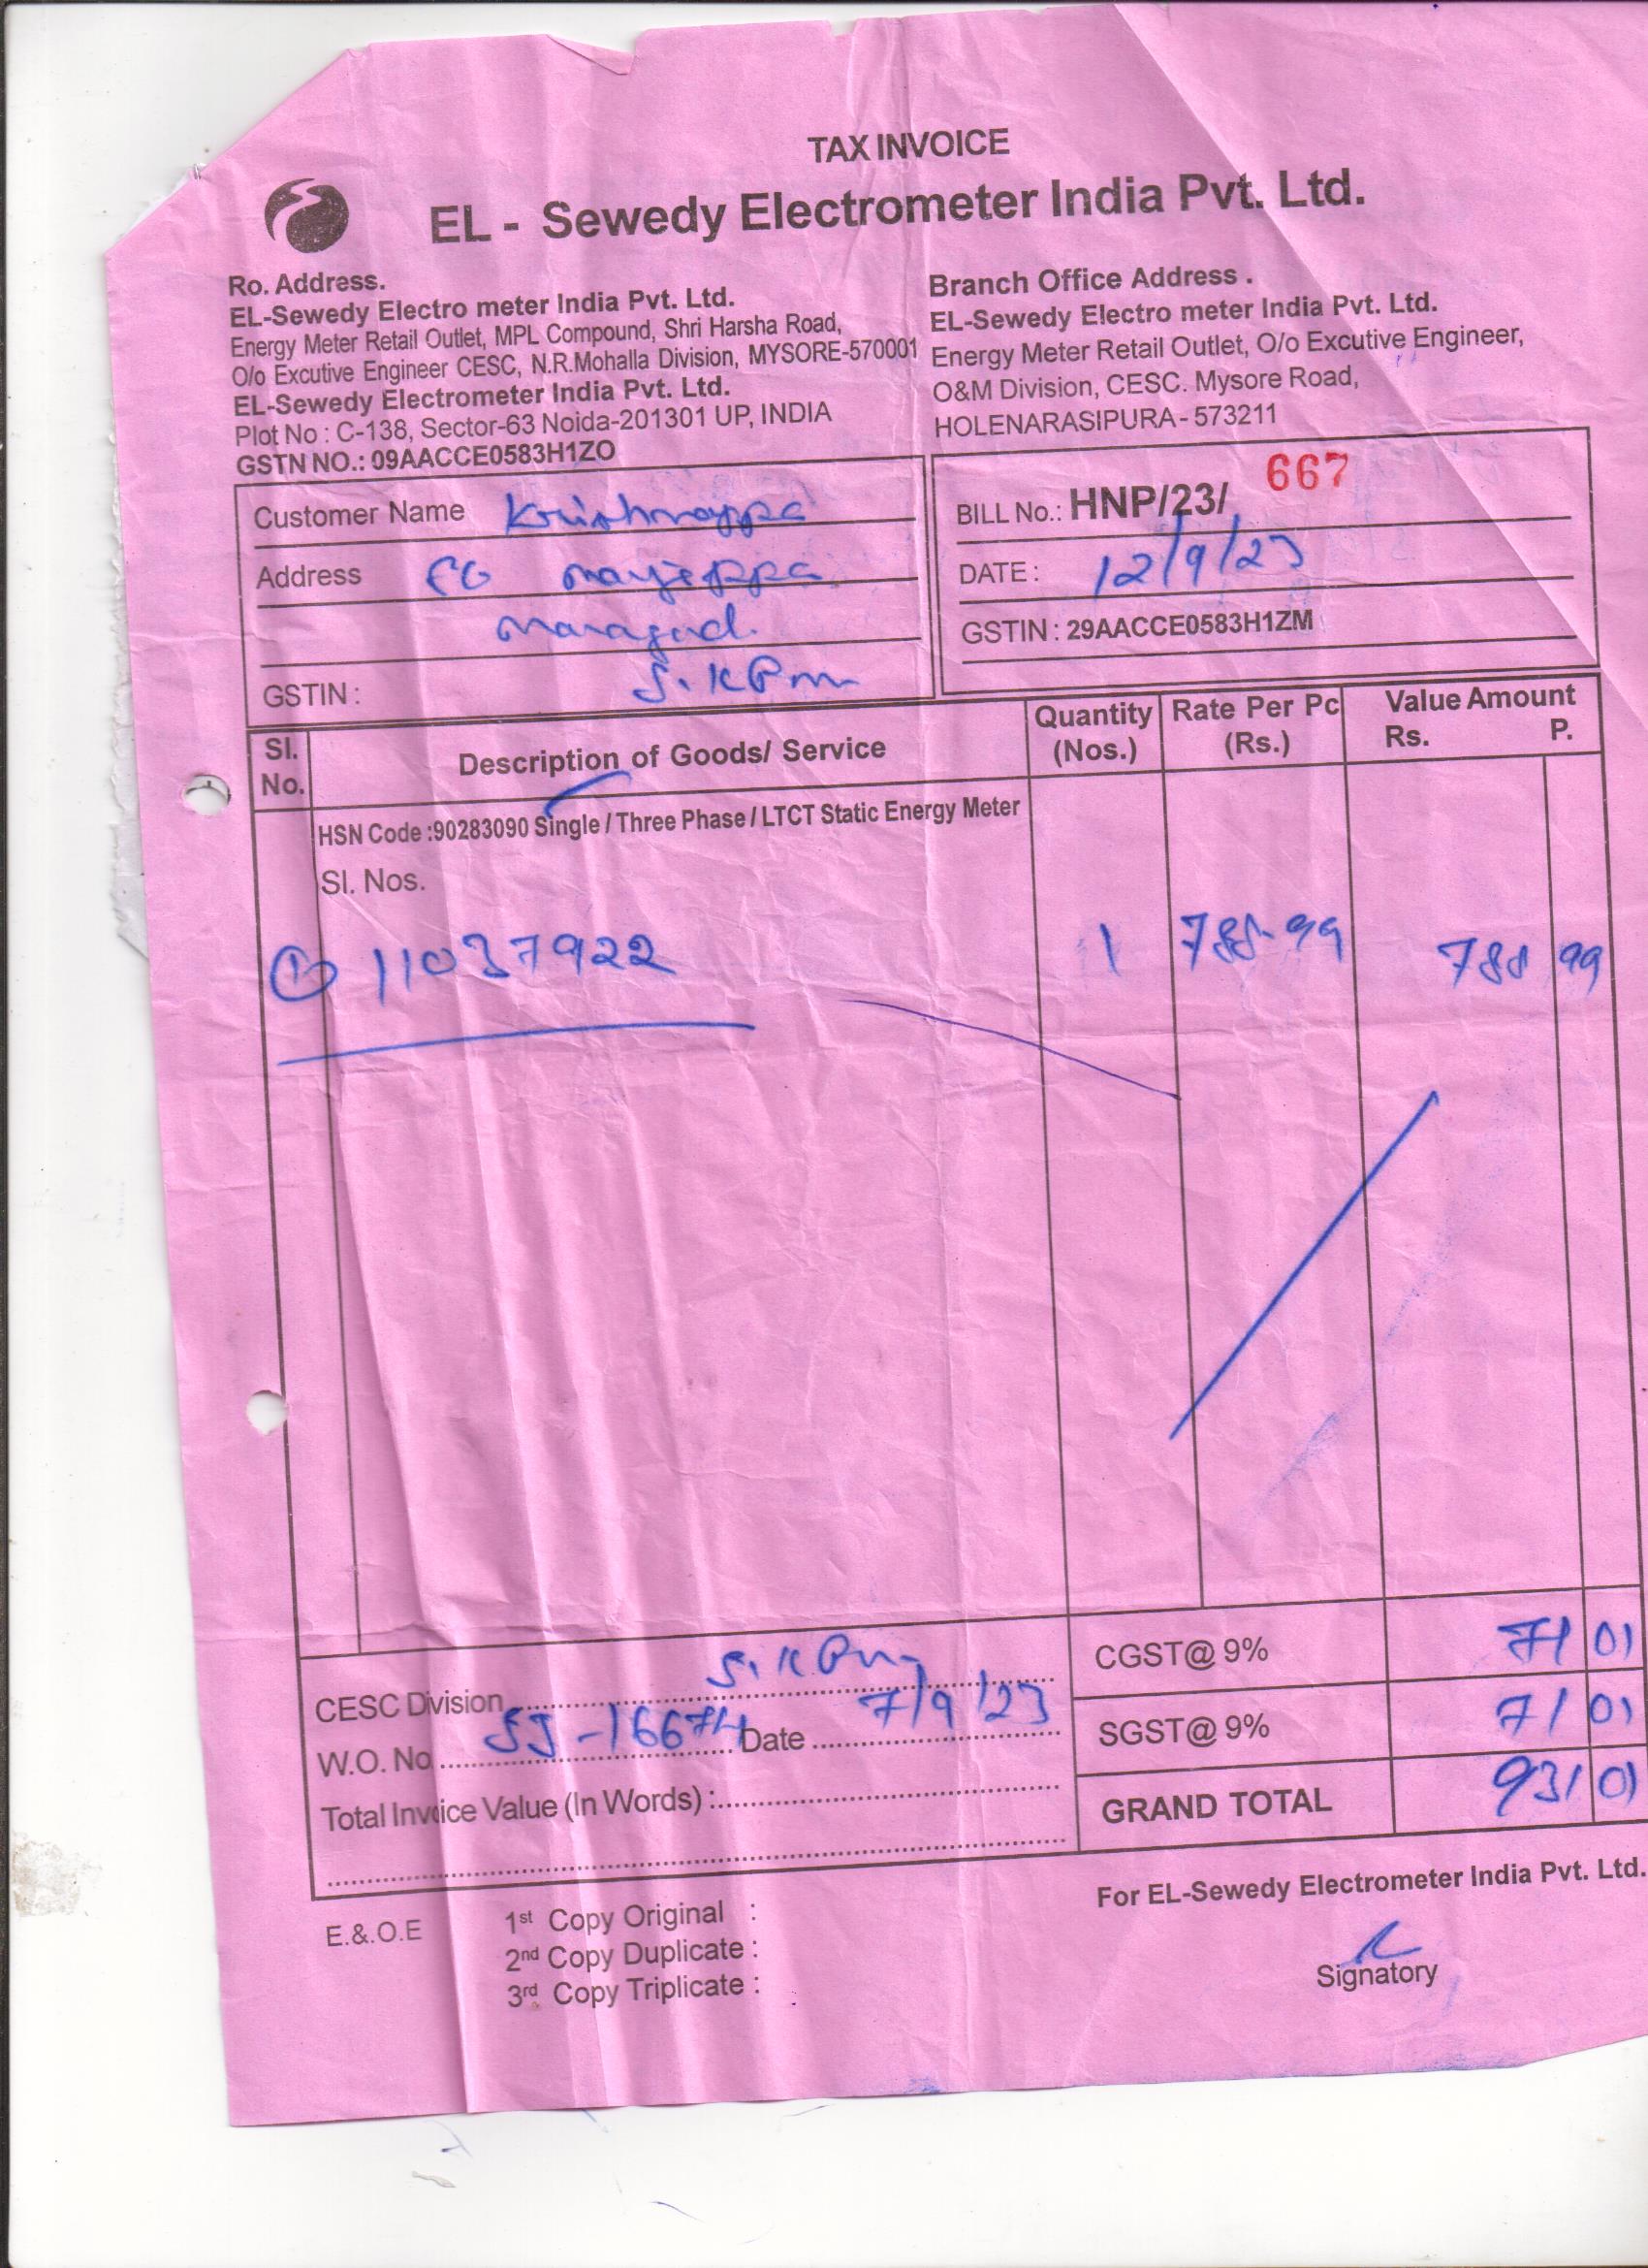 TAX INVOICE
EL - Sewedy Electrometer India Pvt. Ltd.
Ro. Address.
EL-Sewedy Electro meter India Pvt. Ltd.
Energy Meter Retail Outlet, MPL Compound, Shri Harsha Road,
O/o Excutive Engineer CESC, N.R.Mohalla Division, MYSORE-570001
EL-Sewedy Electrometer India Pvt. Ltd.
Plot No : C-138, Sector-63 Noida-201301 UP, INDIA
GSTN NO.: 09AACCE0583H1ZO
Branch Office Address .
EL-Sewedy Electro meter India Pvt. Ltd.
Energy Meter Retail Outlet, O/o Excutive Engineer,
O&M Division, CESC. Mysore Road,
HOLENARASIPURA- 573211
Customer Name Krishnappa
Address
GSTIN : S.K Pm
BILL No.: HNP/23/ 667
DATE : 12/9/23
GSTIN : 29AACCE0583H1ZM
Sl. No. Description of Goods/ Service Quantity (Nos.) Rate Per Pc (Rs.) Value Amount Rs. P.
HSN Code :90283090 Single / Three Phase / LTCT Static Energy Meter
Sl. Nos.
① 11037922 1 788-99 788 99
CESC Division S.K Pm
W.O. No SJ-16674 Date 7/9/23
Total Invoice Value (In Words) :
CGST@ 9% 71 01
SGST@ 9% 71 01
GRAND TOTAL 931 01
For EL-Sewedy Electrometer India Pvt. Ltd.
E.&.O.E
1st Copy Original :
2nd Copy Duplicate :
3rd Copy Triplicate :
Signatory